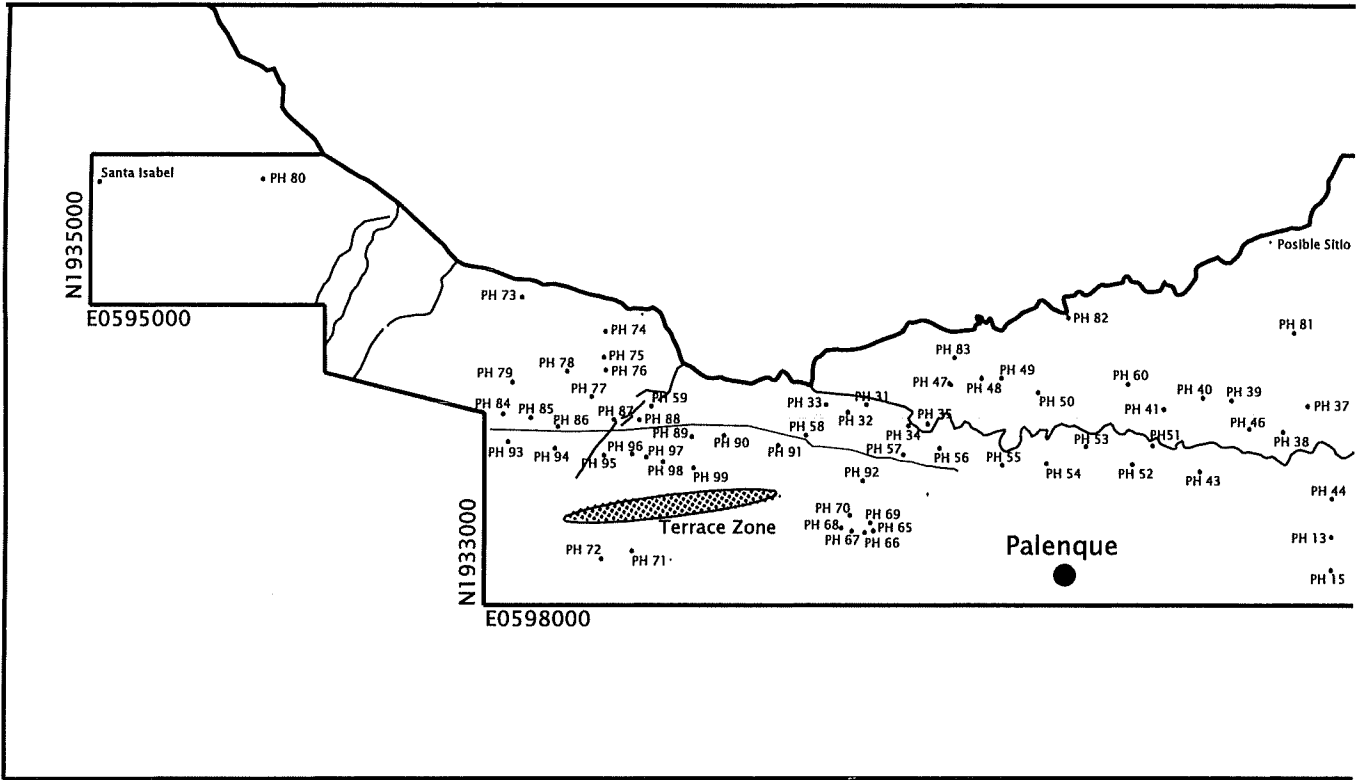 Santa Isabel
PH 80
N1935000
E0595000
Posible Sitio
PH 73
PH 82
PH 81
PH 74
PH 83
PH 75
PH 78
PH 76
PH 79
PH 49
PH 47
PH 48
PH 60
PH 77
PH 59
PH 40
PH 39
PH 50
PH 31
PH 33
PH 84
PH 85
PH 37
PH 41
PH 87
PH 88
PH 86
PH 32
PH 35
PH 46
PH 34
PH 58
PH 89
PH 90
PH 53
PH 51
PH 38
PH 96
PH 97
PH 57
PH 91
PH 93
PH 94
PH 56
PH 95
PH 55
PH 98
PH 99
PH 54
PH 52
PH 43
PH 92
PH 44
PH 70
PH 69
Terrace Zone
PH 68
PH 65
PH 67
PH 66
PH 13
PH 72
PH 71
Palenque
PH 15
N1933000
E0598000